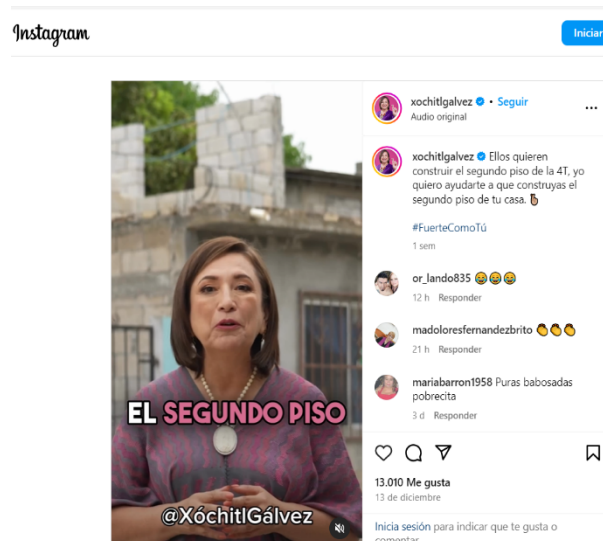 Instagram
Iniciar
xochitlgalvez • Seguir
Audio original
xochitlgalvez Ellos quieren
construir el segundo piso de la 4T, yo
quiero ayudarte a que construyas el
segundo piso de tu casa.
#FuerteComoTú
1 sem
or_lando835
12 h Responder
madoloresfernandezbrito
21 h Responder
mariabarron1958 Puras babosadas
pobrecita
3 d Responder
EL SEGUNDO PISO
@XóchitlGálvez
13.010 Me gusta
13 de diciembre
Inicia sesión para indicar que te gusta o
comentar.